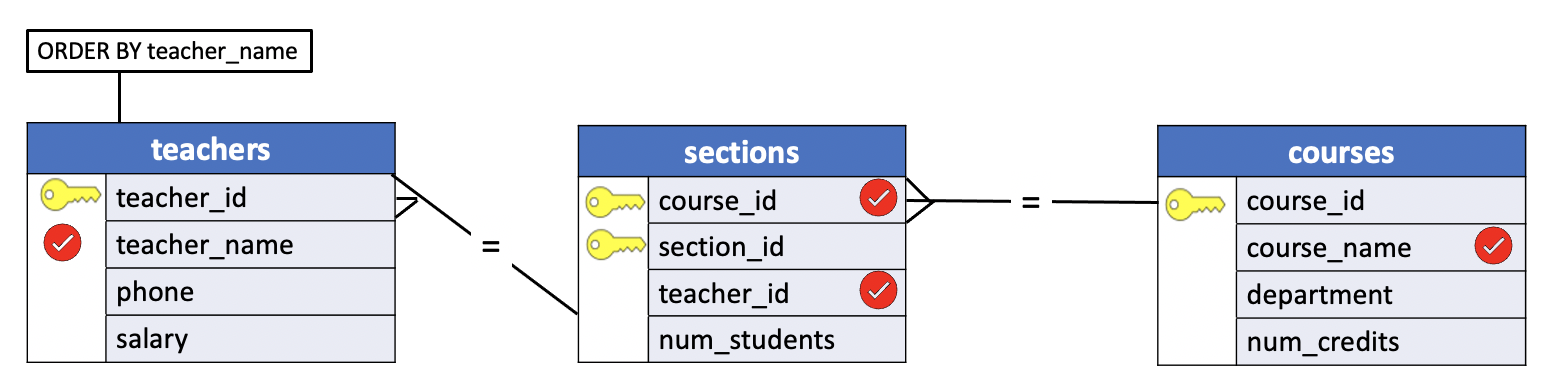 ORDER BY teacher_name
teachers
teacher_id
teacher_name
phone
salary
=
sections
course_id
section_id
teacher_id
num_students
=
courses
course_id
course_name
department
num_credits